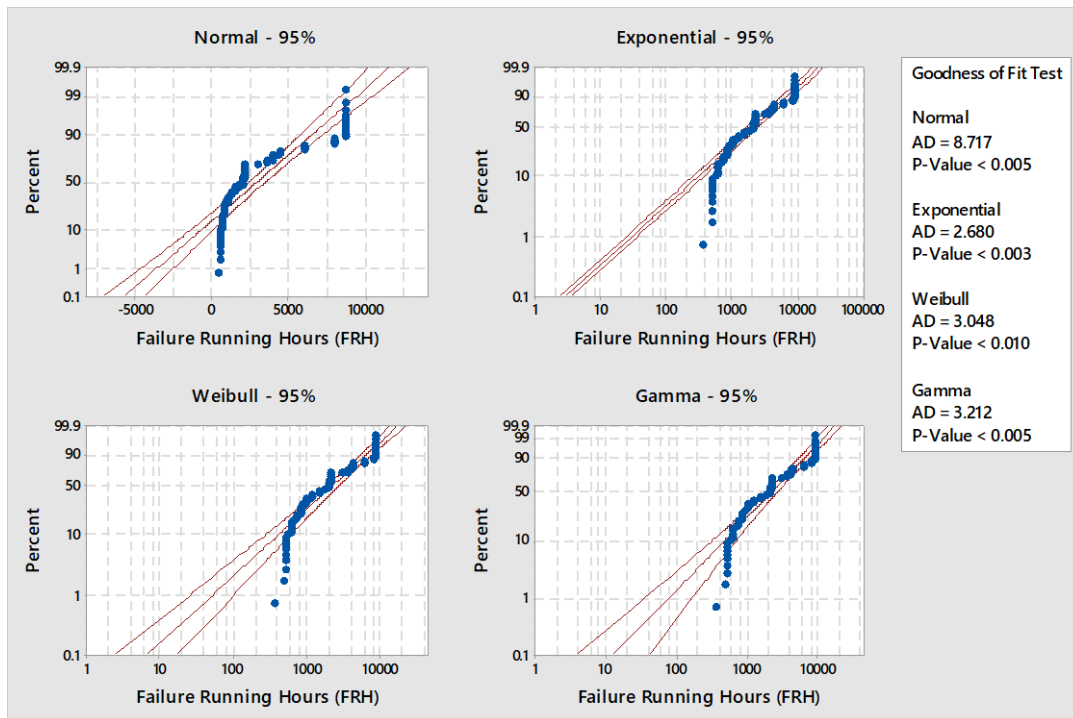 Normal - 95%
99.9
99
90
50
10
1
0.1
Percent
-5000
0
5000
10000
Failure Running Hours (FRH)
Exponential - 95%
99.9
90
50
10
1
0.1
Percent
1
10
100
1000
10000
100000
Failure Running Hours (FRH)
Weibull - 95%
99.9
90
50
10
1
0.1
Percent
1
10
100
1000
10000
Failure Running Hours (FRH)
Gamma - 95%
99.9
99
90
50
10
1
0.1
Percent
1
10
100
1000
10000
Failure Running Hours (FRH)
Goodness of Fit Test
Normal
AD = 8.717
P-Value < 0.005
Exponential
AD = 2.680
P-Value < 0.003
Weibull
AD = 3.048
P-Value < 0.010
Gamma
AD = 3.212
P-Value < 0.005